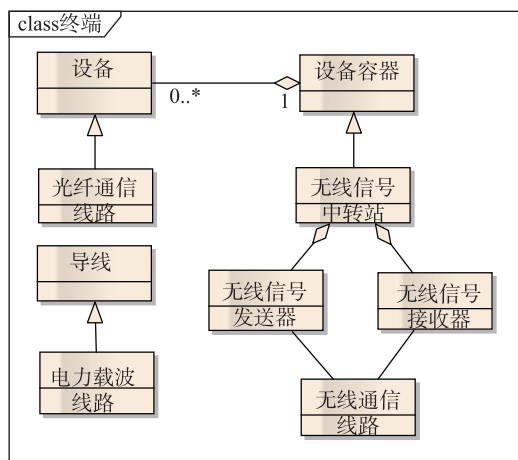 class终端
设备
设备容器
0..*
1
光纤通信
线路
无线信号
中转站
导线
无线信号
发送器
无线信号
接收器
电力载波
线路
无线通信
线路